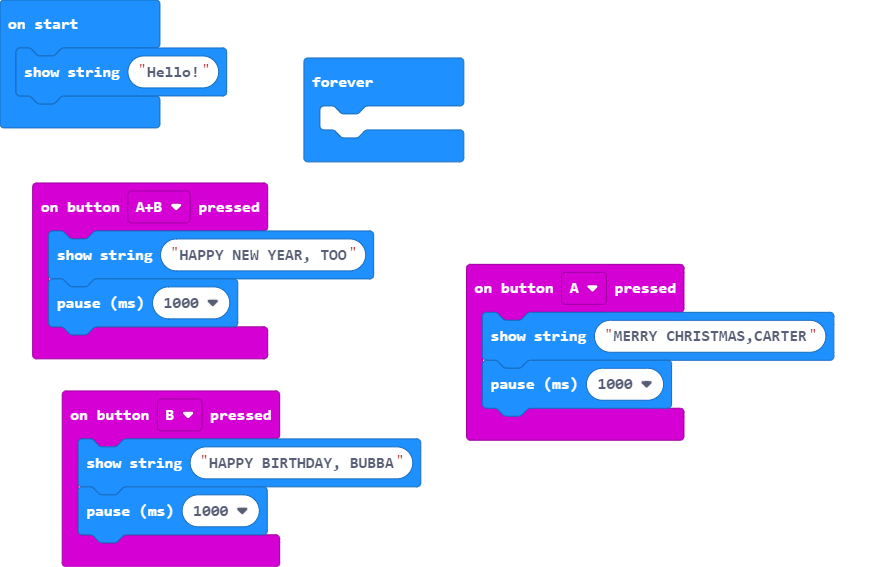 on start
show string "Hello!"
forever
on button A+B pressed
show string "HAPPY NEW YEAR, TOO"
pause (ms) 1000
on button A pressed
show string "MERRY CHRISTMAS,CARTER"
pause (ms) 1000
on button B pressed
show string "HAPPY BIRTHDAY, BUBBA"
pause (ms) 1000